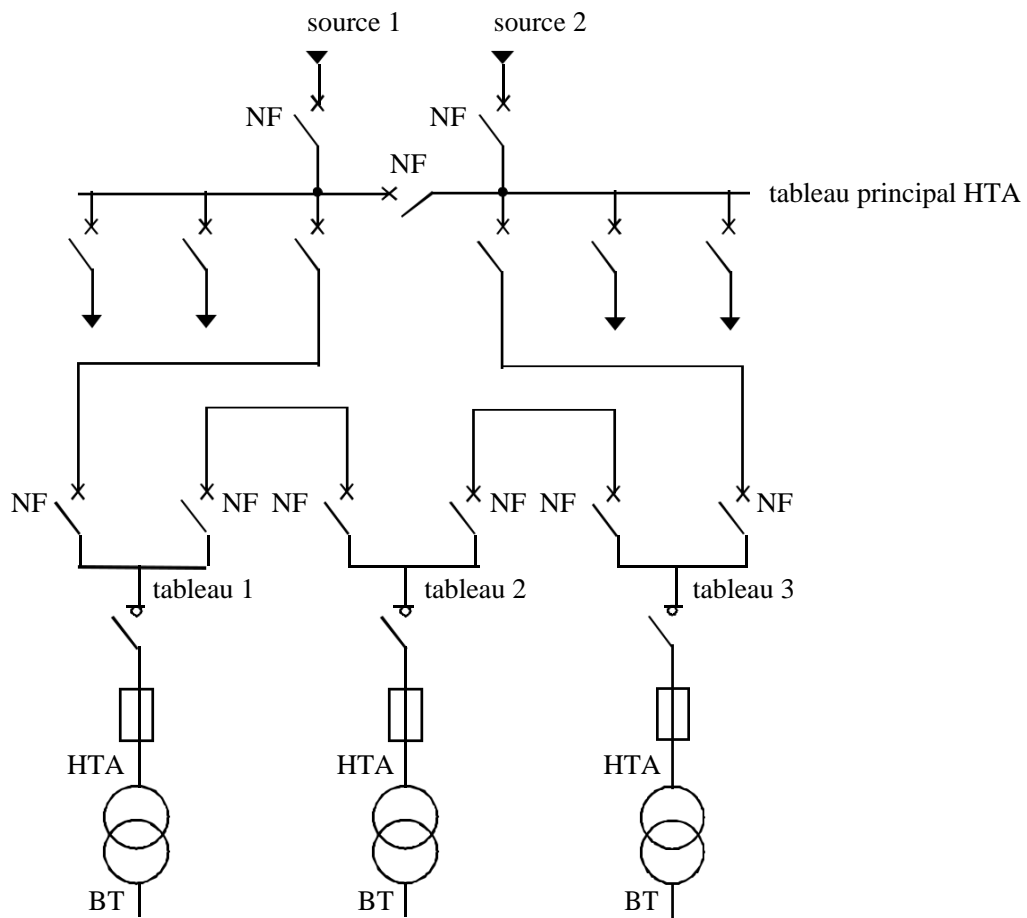 source 1
source 2
NF
NF
NF
tableau principal HTA
NF
NF
NF
NF
NF
NF
tableau 1
tableau 2
tableau 3
HTA
HTA
HTA
BT
BT
BT